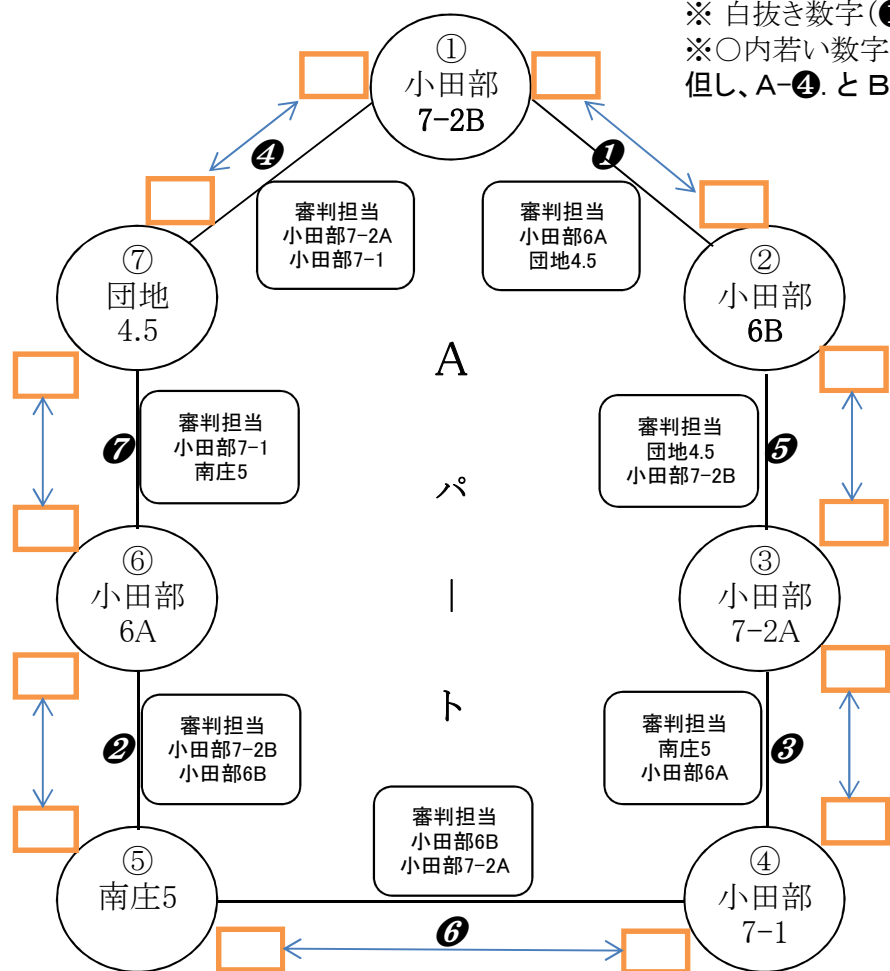 ※ 白抜き数字(❶
※○内若い数字
但し、A-❹. と B
①
小田部
7-2B
❹
❶
審判担当
小田部7-2A
小田部7-1
審判担当
小田部6A
団地4.5
⑦
団地
4.5
②
小田部
6B
A
パ
ー
ト
審判担当
小田部7-1
南庄5
❼
審判担当
団地4.5
小田部7-2B
❺
⑥
小田部
6A
③
小田部
7-2A
審判担当
小田部7-2B
小田部6B
❷
審判担当
南庄5
小田部6A
❸
審判担当
小田部6B
小田部7-2A
⑤
南庄5
④
小田部
7-1
❻